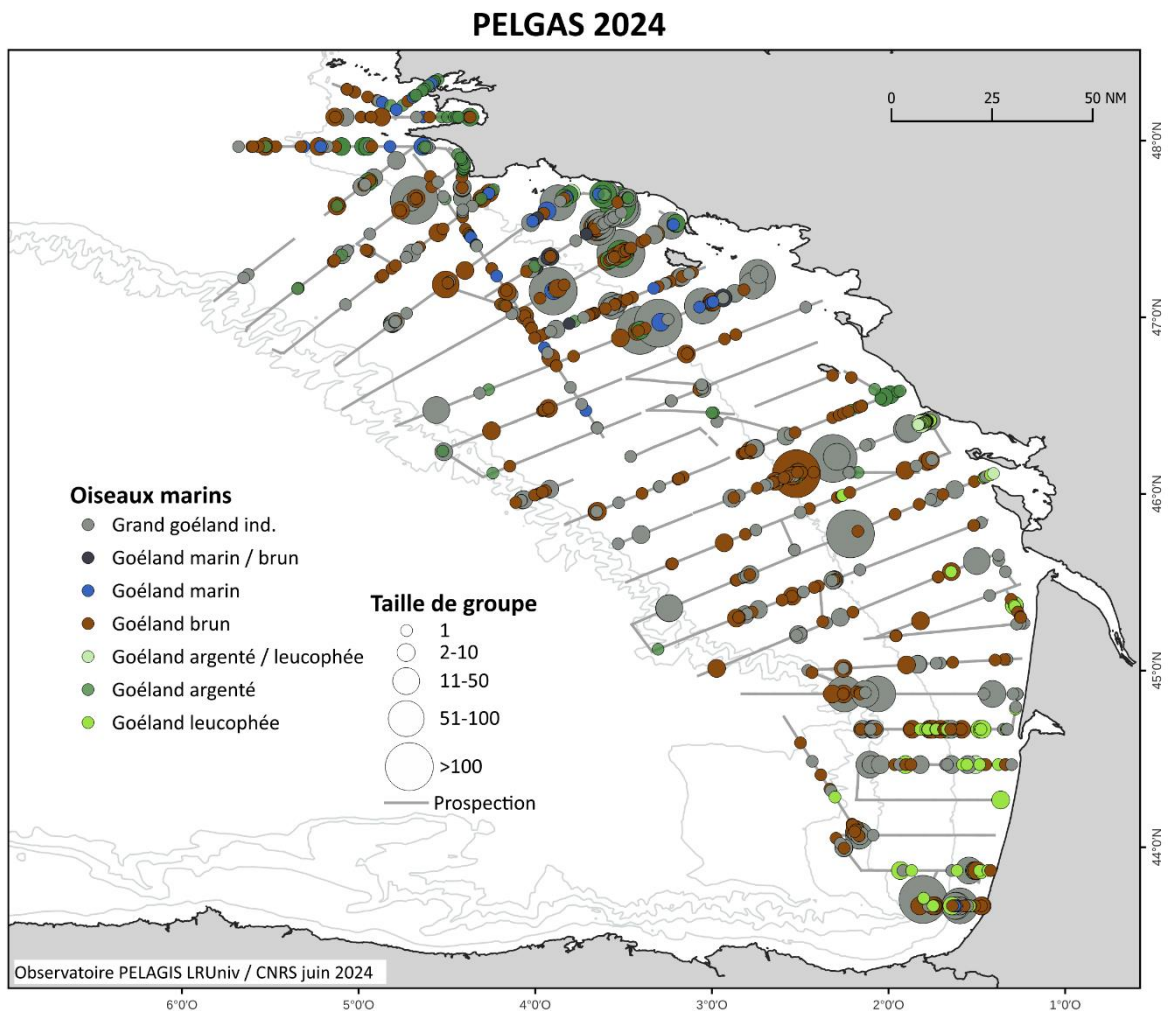 PELGAS 2024
0 25 50 NM
48°0'N
47°0'N
46°0'N
45°0'N
44°0'N
Oiseaux marins
Grand goéland ind.
Goéland marin / brun
Goéland marin
Goéland brun
Goéland argenté / leucophée
Goéland argenté
Goéland leucophée
Taille de groupe
1
2-10
11-50
51-100
>100
Prospection
Observatoire PELAGIS LRUniv / CNRS juin 2024
6°0'O 5°0'O 4°0'O 3°0'O 2°0'O 1°0'O